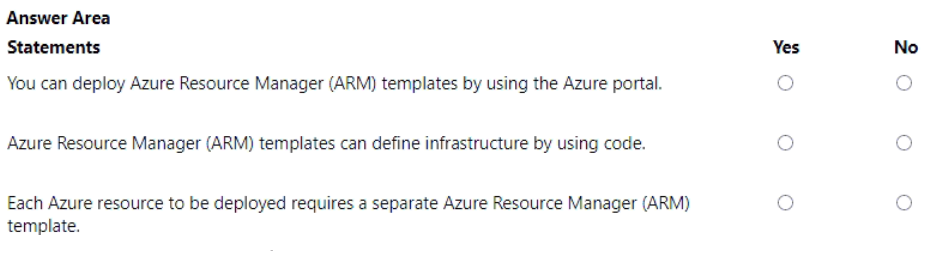 Answer Area
Statements Yes No
You can deploy Azure Resource Manager (ARM) templates by using the Azure portal.
Azure Resource Manager (ARM) templates can define infrastructure by using code.
Each Azure resource to be deployed requires a separate Azure Resource Manager (ARM)
template.